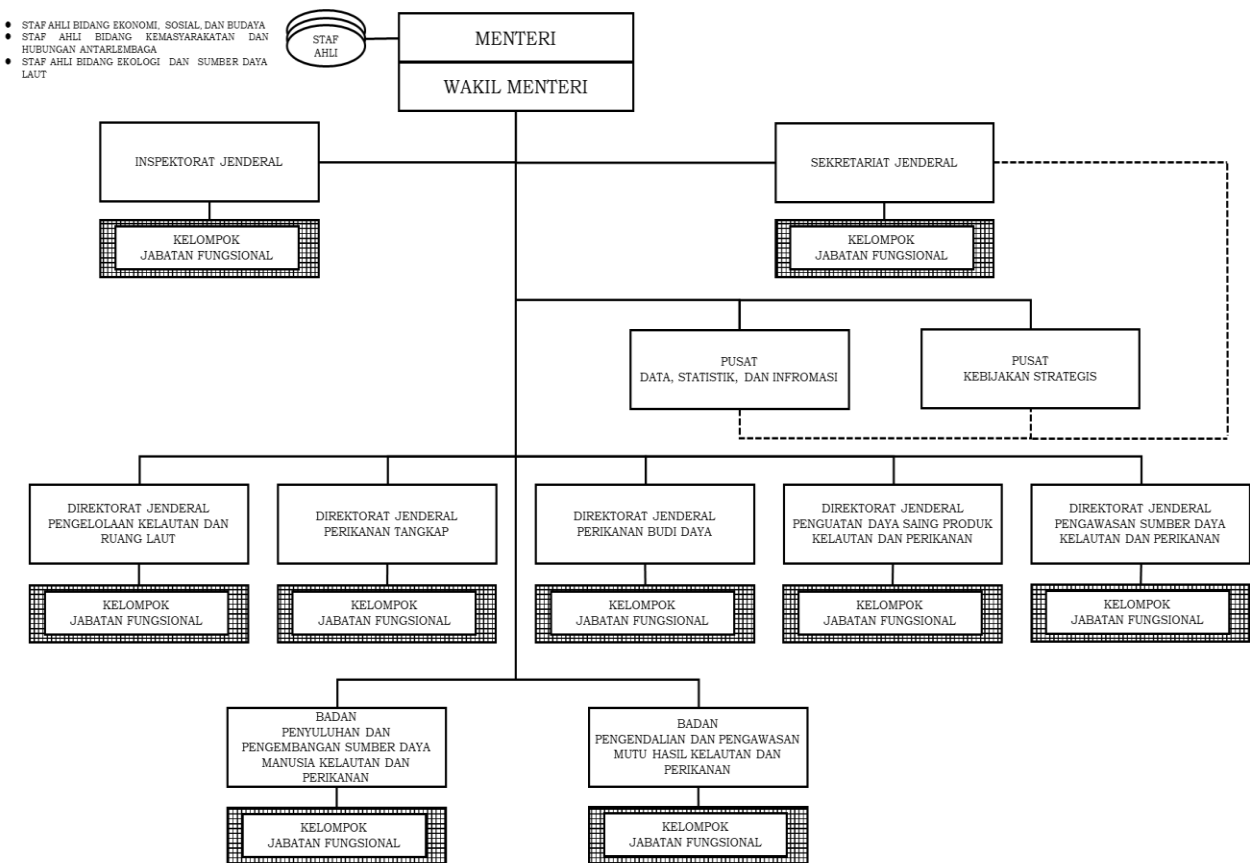 STAF AHLI BIDANG EKONOMI, SOSIAL, DAN BUDAYA
STAF AHLI BIDANG KEMASYARAKATAN DAN
HUBUNGAN ANTARLEMBAGA
STAF AHLI BIDANG EKOLOGI DAN SUMBER DAYA
LAUT
STAF
AHLI
MENTERI
WAKIL MENTERI
INSPEKTORAT JENDERAL
KELOMPOK
JABATAN FUNGSIONAL
SEKRETARIAT JENDERAL
KELOMPOK
JABATAN FUNGSIONAL
PUSAT
DATA, STATISTIK, DAN INFROMASI
PUSAT
KEBIJAKAN STRATEGIS
DIREKTORAT JENDERAL
PENGELOLAAN KELAUTAN DAN
RUANG LAUT
KELOMPOK
JABATAN FUNGSIONAL
DIREKTORAT JENDERAL
PERIKANAN TANGKAP
KELOMPOK
JABATAN FUNGSIONAL
DIREKTORAT JENDERAL
PERIKANAN BUDI DAYA
KELOMPOK
JABATAN FUNGSIONAL
DIREKTORAT JENDERAL
PENGUATAN DAYA SAING PRODUK
KELAUTAN DAN PERIKANAN
KELOMPOK
JABATAN FUNGSIONAL
DIREKTORAT JENDERAL
PENGAWASAN SUMBER DAYA
KELAUTAN DAN PERIKANAN
KELOMPOK
JABATAN FUNGSIONAL
BADAN
PENYULUHAN DAN
PENGEMBANGAN SUMBER DAYA
MANUSIA KELAUTAN DAN
PERIKANAN
KELOMPOK
JABATAN FUNGSIONAL
BADAN
PENGENDALIAN DAN PENGAWASAN
MUTU HASIL KELAUTAN DAN
PERIKANAN
KELOMPOK
JABATAN FUNGSIONAL